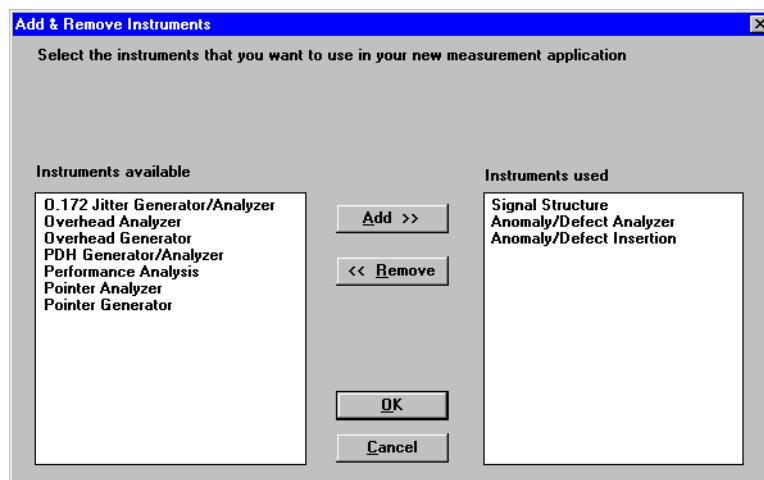 Add & Remove Instruments
Select the instruments that you want to use in your new measurement application
Instruments available
O.172 Jitter Generator/Analyzer
Overhead Analyzer
Overhead Generator
PDH Generator/Analyzer
Performance Analysis
Pointer Analyzer
Pointer Generator
Add >>
<< Remove
OK
Cancel
Instruments used
Signal Structure
Anomaly/Defect Analyzer
Anomaly/Defect Insertion